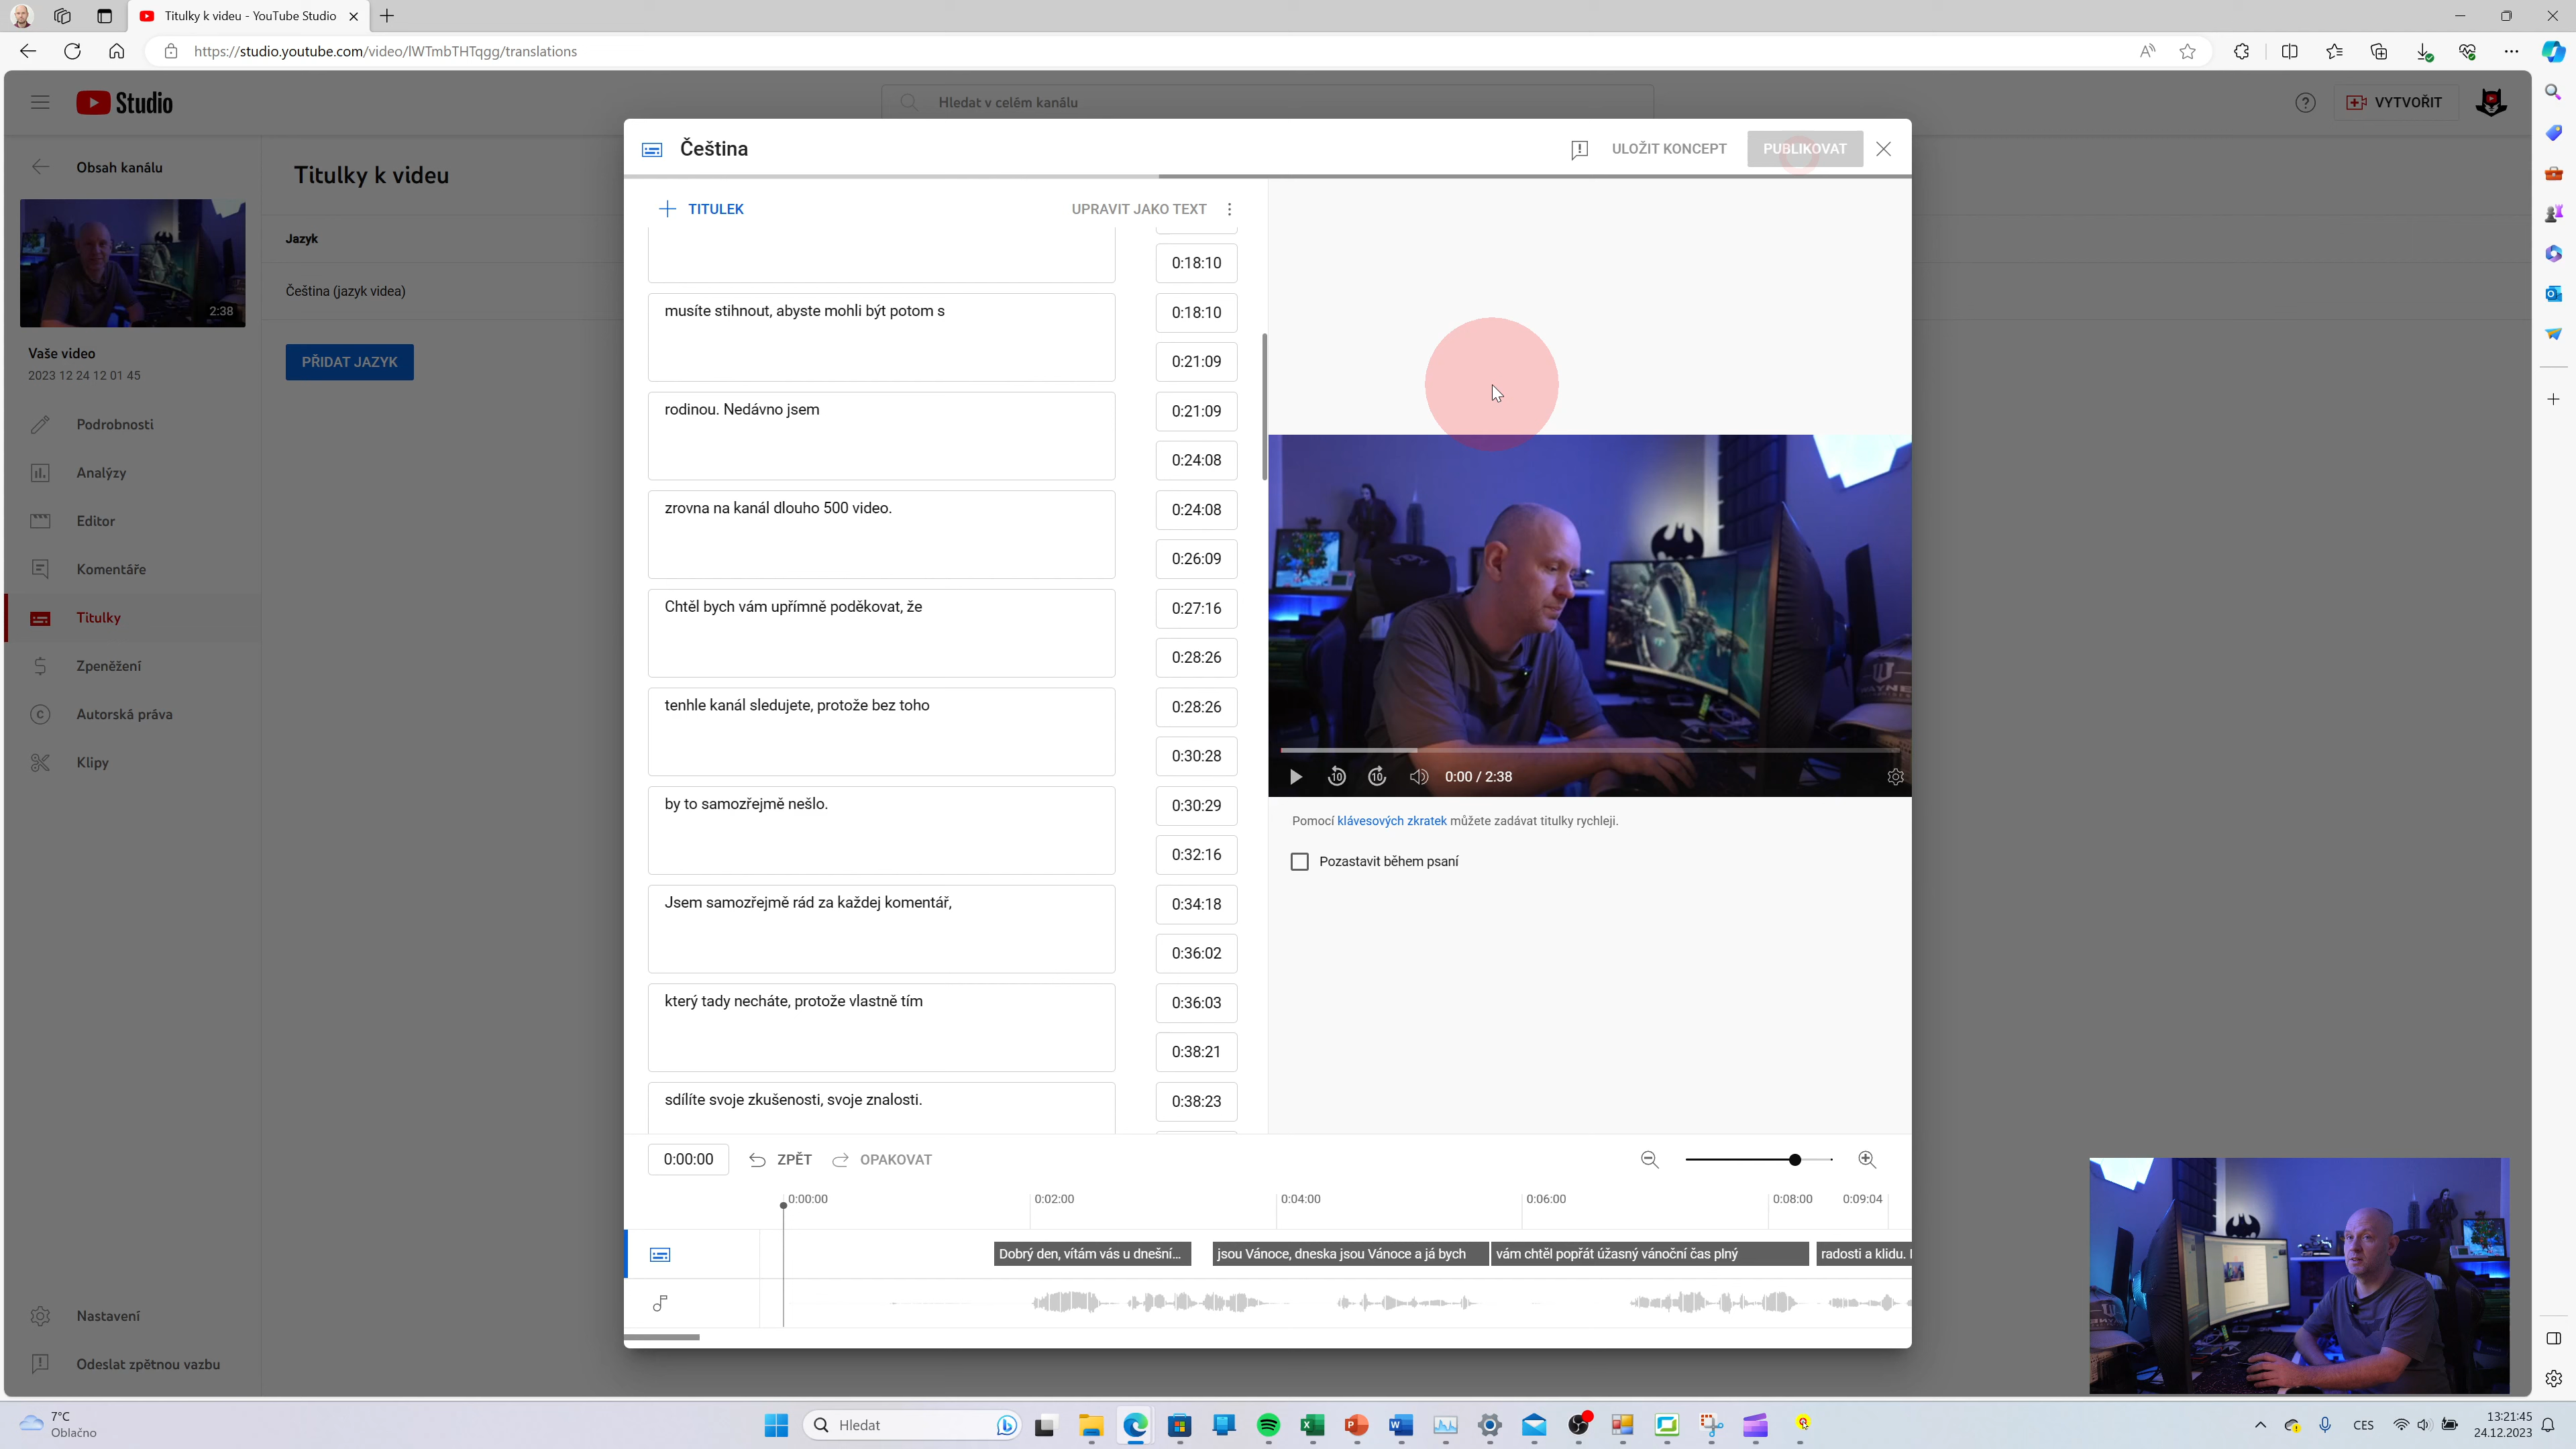 Titulky k videu - YouTube Studio
https://studio.youtube.com/video/lWTmbTHTqgg/translations
Studio
Hledat v celém kanálu
VYTVOŘIT
Obsah kanálu
2:38
Vaše video
2023 12 24 12 01 45
Podrobnosti
Analýzy
Editor
Komentáře
Titulky
Zpeněžení
Autorská práva
Klipy
Nastavení
Odeslat zpětnou vazbu
Titulky k videu
Jazyk
Čeština (jazyk videa)
PŘIDAT JAZYK
Čeština
ULOŽIT KONCEPT
PUBLIKOVAT
TITULEK
UPRAVIT JAKO TEXT
0:18:10
musíte stihnout, abyste mohli být potom s
0:18:10
0:21:09
rodinou. Nedávno jsem
0:21:09
0:24:08
zrovna na kanál dlouho 500 video.
0:24:08
0:26:09
Chtěl bych vám upřímně poděkovat, že
0:27:16
0:28:26
tenhle kanál sledujete, protože bez toho
0:28:26
0:30:28
by to samozřejmě nešlo.
0:30:29
0:32:16
Jsem samozřejmě rád za každej komentář,
0:34:18
0:36:02
který tady necháte, protože vlastně tím
0:36:03
0:38:21
sdílíte svoje zkušenosti, svoje znalosti.
0:38:23
10
10
0:00 / 2:38
Pomocí klávesových zkratek můžete zadávat titulky rychleji.
Pozastavit během psaní
0:00:00
ZPĚT
OPAKOVAT
0:00:00
0:02:00
0:04:00
0:06:00
0:08:00
0:09:04
Dobrý den, vítám vás u dnešní...
jsou Vánoce, dneska jsou Vánoce a já bych
vám chtěl popřát úžasný vánoční čas plný
radosti a klidu.
7°C
Oblačno
Hledat
CES
13:21:45
24.12.2023